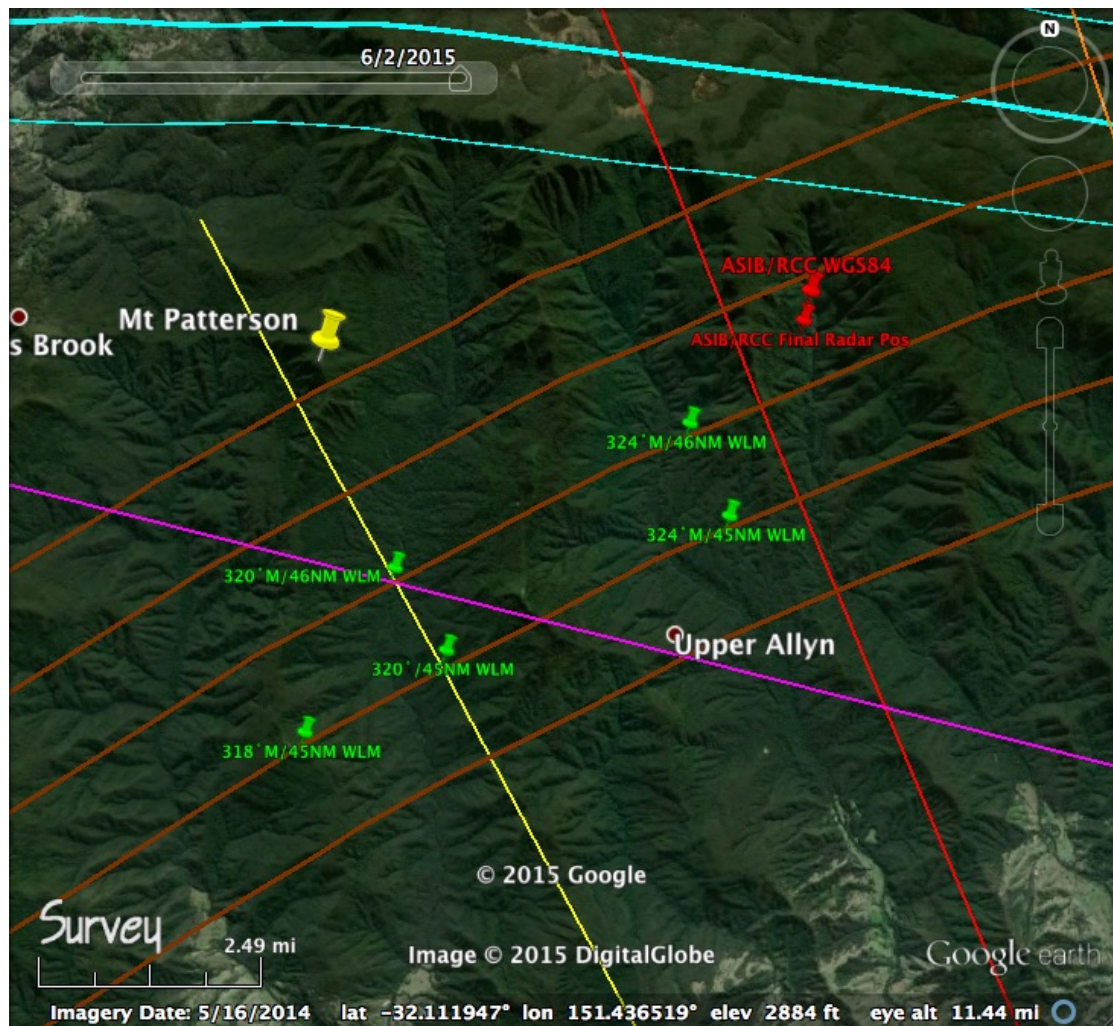 N
6/2/2015
ASIB/RCC WGS84
Mt Patterson
s Brook
ASIB/RCC Final Radar Pos
324˚M/46NM WLM
324˚M/45NM WLM
320˚M/46NM WLM
Upper Allyn
320˚/45NM WLM
318˚M/45NM WLM
© 2015 Google
Survey
2.49 mi
Image © 2015 DigitalGlobe
Google earth
Imagery Date: 5/16/2014 lat -32.111947° lon 151.436519° elev 2884 ft eye alt 11.44 mi